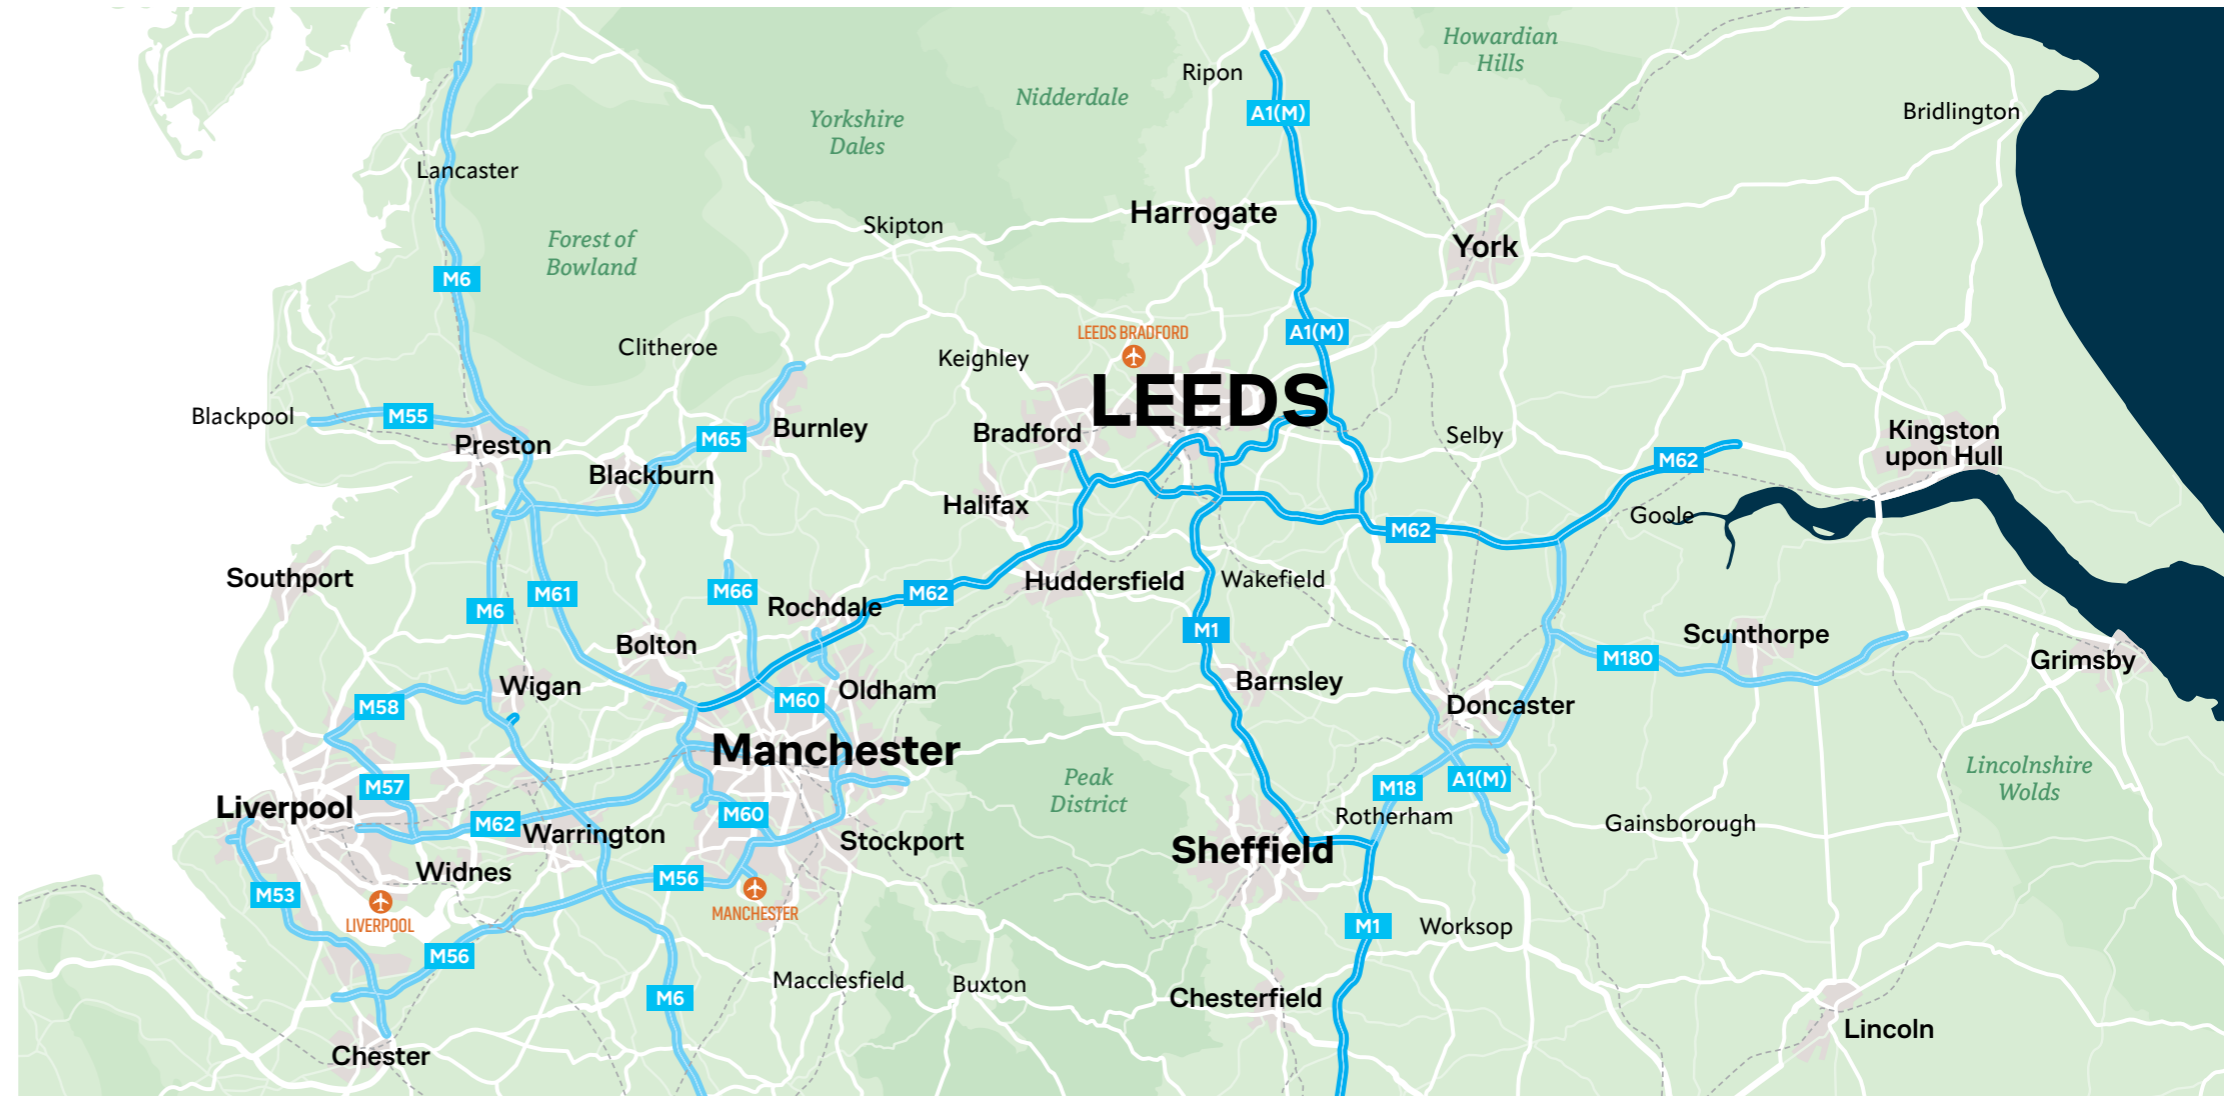 Howardian
Hills
Ripon
Nidderdale
A1(M)
Bridlington
Yorkshire
Dales
Lancaster
Harrogate
Skipton
York
Forest of
Bowland
M6
LEEDS BRADFORD
A1(M)
Clitheroe
Keighley
LEEDS
Blackpool
M55
Preston
M65
Burnley
Bradford
Selby
Kingston
upon Hull
M62
Blackburn
Halifax
Goole
M62
Southport
M6
M61
M66
Rochdale
M62
Huddersfield
Wakefield
M1
Bolton
Scunthorpe
M180
Grimsby
Wigan
M58
M60
Oldham
Barnsley
Doncaster
Manchester
M57
Peak
District
M18
A1(M)
Lincolnshire
Wolds
Liverpool
M62
Warrington
M60
Stockport
Rotherham
Gainsborough
Sheffield
Widnes
M56
M53
LIVERPOOL
MANCHESTER
M1
Worksop
M56
M6
Macclesfield
Buxton
Chesterfield
Chester
Lincoln